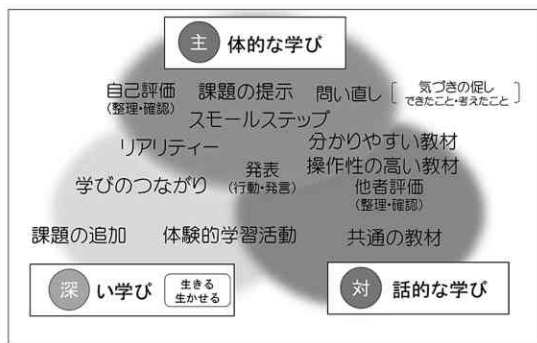 主体的な学び
自己評価
(整理・確認)
課題の提示
問い直し
気づきの促し
できたこと・考えたこと
スモールステップ
リアリティー
分かりやすい教材
操作性の高い教材
発表
(行動・発言)
学びのつながり
他者評価
(整理・確認)
課題の追加
体験的学習活動
共通の教材
深い学び
生きる
生かせる
対話的な学び